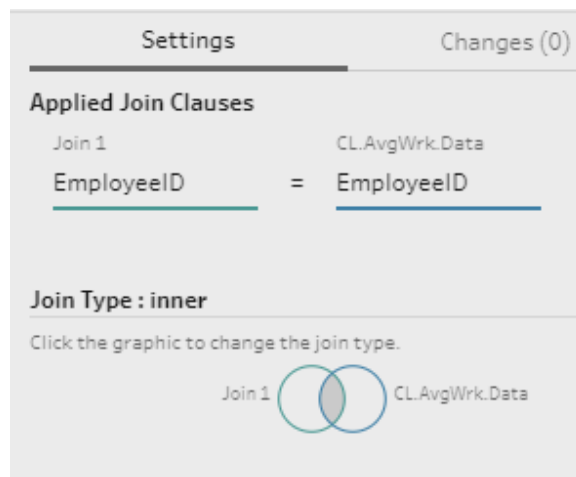 Settings Changes (0)
Applied Join Clauses
Join 1 CL.AvgWrk.Data
EmployeeID = EmployeeID
Join Type : inner
Click the graphic to change the join type.
Join 1 CL.AvgWrk.Data